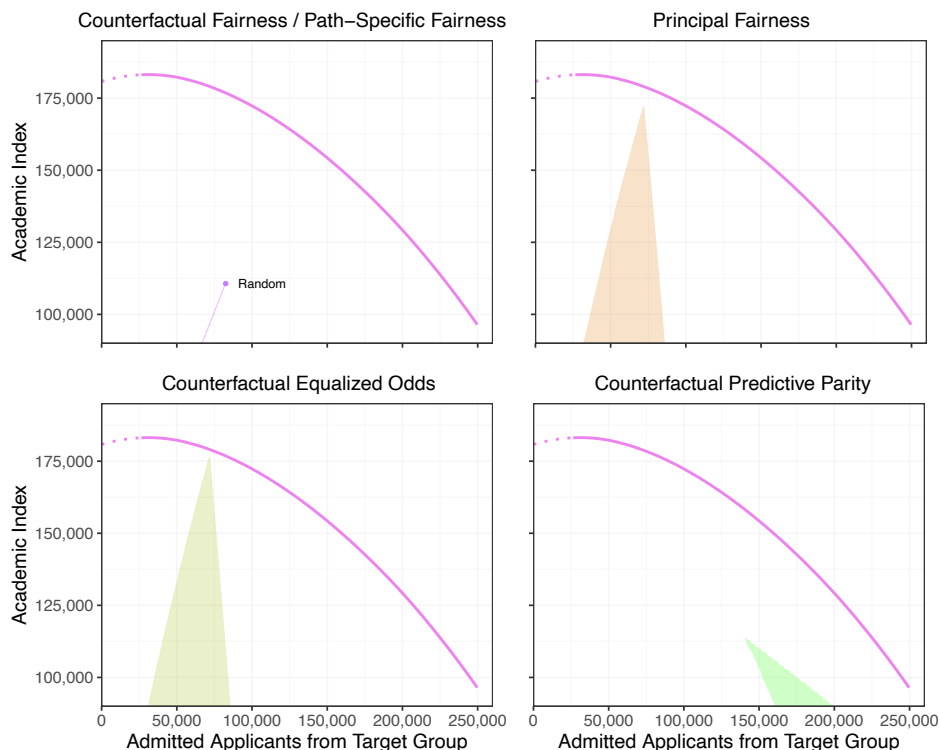 Counterfactual Fairness / Path−Specific Fairness
Principal Fairness
Academic Index
175,000
150,000
125,000
100,000
Random
Counterfactual Equalized Odds
Counterfactual Predictive Parity
Academic Index
175,000
150,000
125,000
100,000
0 50,000 100,000 150,000 200,000 250,000
0 50,000 100,000 150,000 200,000 250,000
Admitted Applicants from Target Group
Admitted Applicants from Target Group